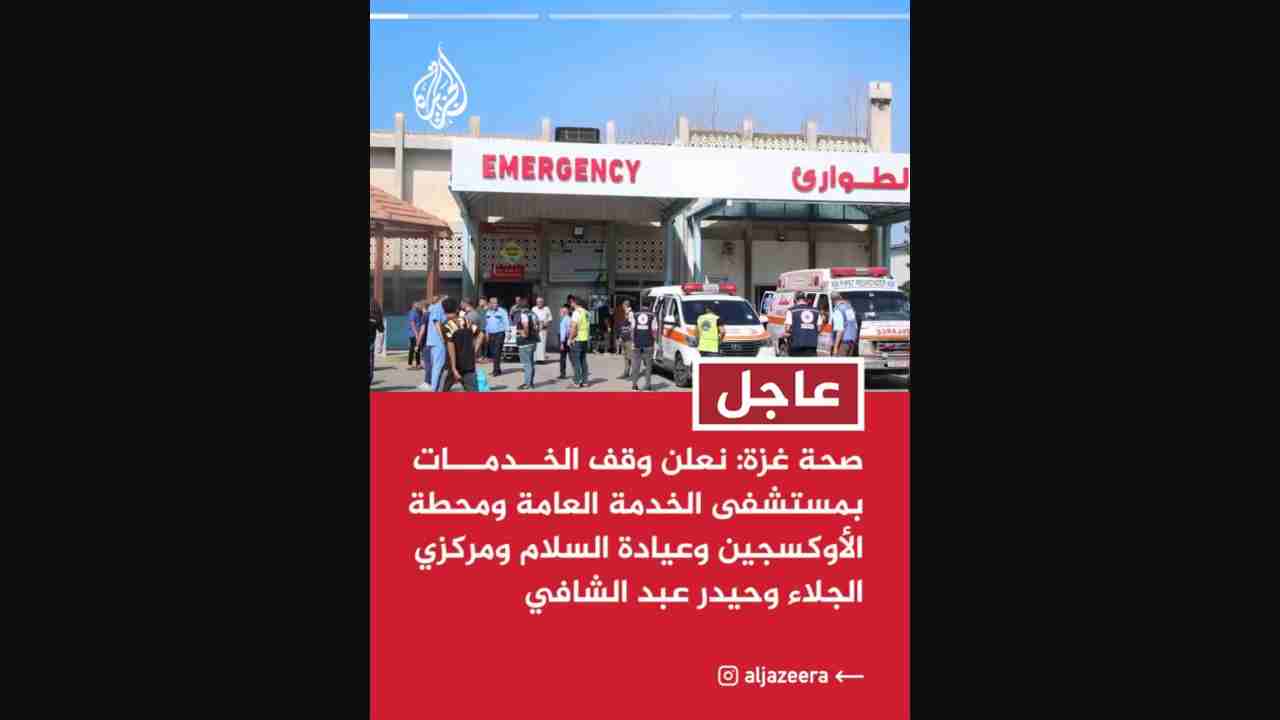 EMERGENCY
الطوارئ
عاجل
صحة غزة: نعلن وقف الخدمات
بمستشفى الخدمة العامة ومحطة
الأوكسجين وعيادة السلام ومركزي
الجلاء وحيدر عبد الشافي
aljazeera